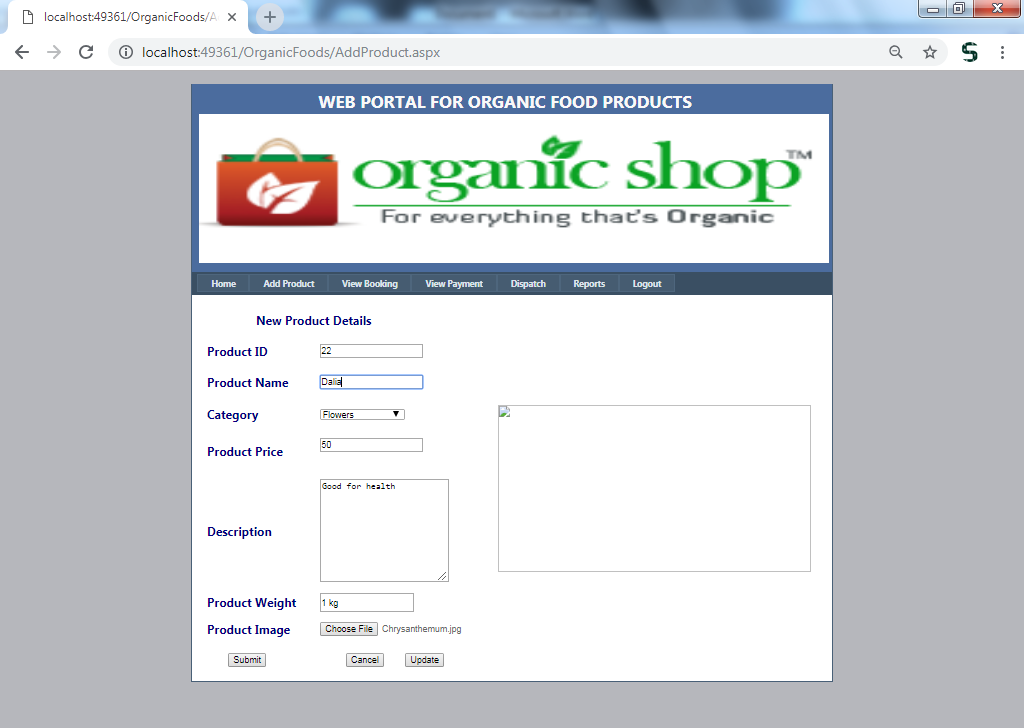 localhost:49361/OrganicFoods/A
localhost:49361/OrganicFoods/AddProduct.aspx
WEB PORTAL FOR ORGANIC FOOD PRODUCTS
organic shop™
For everything that's Organic
Home Add Product View Booking View Payment Dispatch Reports Logout
New Product Details
Product ID 22
Product Name Dalia
Category Flowers
Product Price 50
Good for health
Description
Product Weight 1 kg
Product Image Choose File Chrysanthemum.jpg
Submit Cancel Update